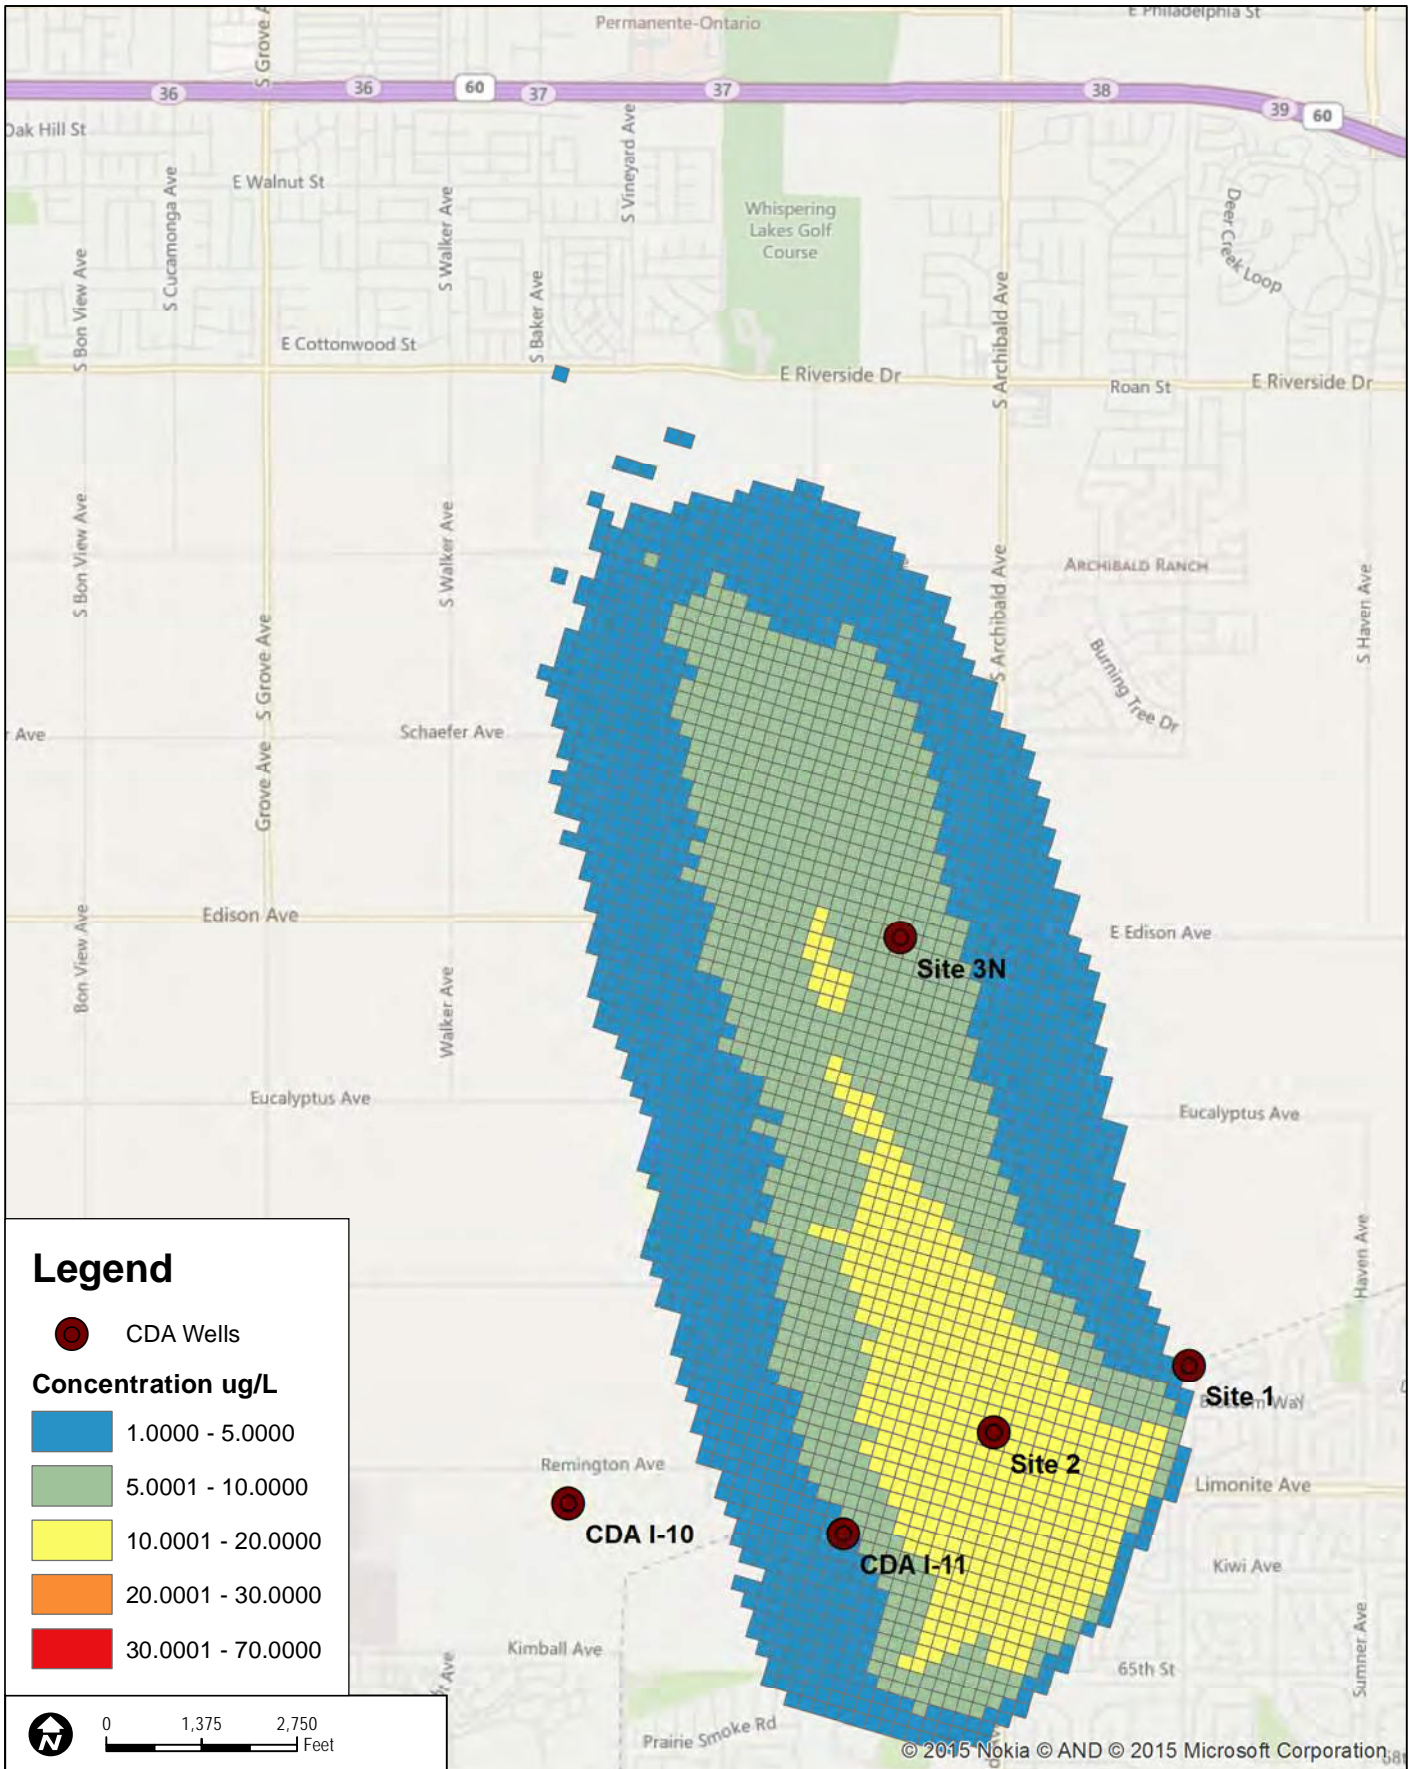 Permanente-Ontario
E Philadelphia St
S Grove A
36
36
60
37
37
38
39
60
Oak Hill St
E Walnut St
S Cucamonga Ave
S Walker Ave
S Vineyard Ave
Whispering
Lakes Golf
Course
Deer Creek Loop
S Bon View Ave
S Baker Ave
S Archibald Ave
E Cottonwood St
E Riverside Dr
Roan St
E Riverside Dr
S Bon View Ave
S Walker Ave
S Archibald Ave
ARCHIBALD RANCH
S Haven Ave
S Grove Ave
Burning Tree Dr
r Ave
Schaefer Ave
Grove Ave
Edison Ave
E Edison Ave
Bon View Ave
Walker Ave
Site 3N
Eucalyptus Ave
Eucalyptus Ave
Haven Ave
Legend
CDA Wells
Concentration ug/L
1.0000 - 5.0000
5.0001 - 10.0000
10.0001 - 20.0000
20.0001 - 30.0000
30.0001 - 70.0000
Site 1
Site 2
Remington Ave
Limonite Ave
CDA I-10
CDA I-11
Kiwi Ave
Sumner Ave
Kimball Ave
65th St
Prairie Smoke Rd
N
0 1,375 2,750
Feet
© 2015 Nokia © AND © 2015 Microsoft Corporation